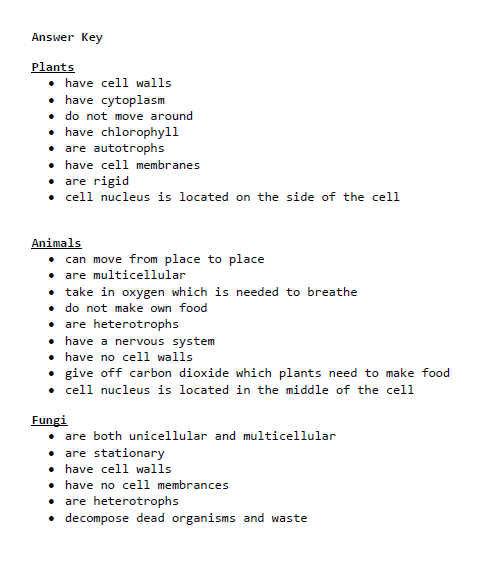 Answer Key
Plants
• have cell walls
• have cytoplasm
• do not move around
• have chlorophyll
• are autotrophs
• have cell membranes
• are rigid
• cell nucleus is located on the side of the cell
Animals
• can move from place to place
• are multicellular
• take in oxygen which is needed to breathe
• do not make own food
• are heterotrophs
• have a nervous system
• have no cell walls
• give off carbon dioxide which plants need to make food
• cell nucleus is located in the middle of the cell
Fungi
• are both unicellular and multicellular
• are stationary
• have cell walls
• have no cell membrances
• are heterotrophs
• decompose dead organisms and waste